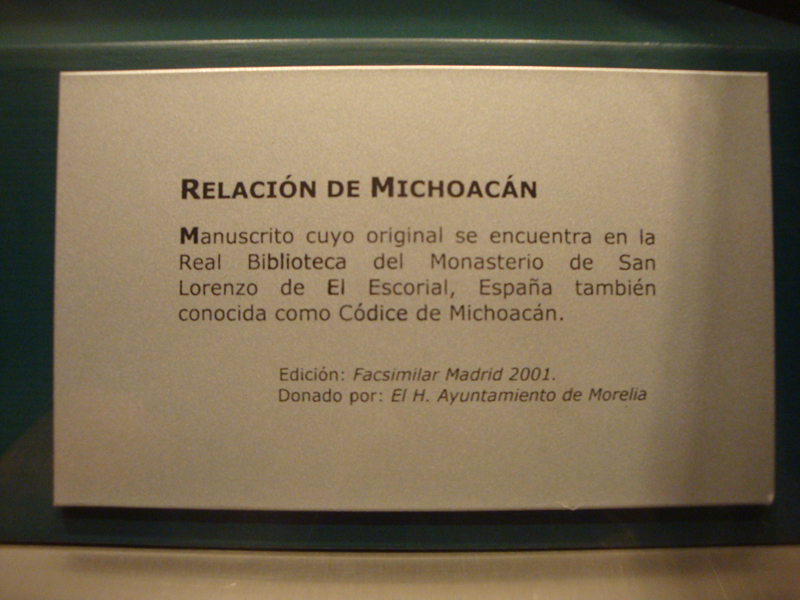 RELACIÓN DE MICHOACÁN
Manuscrito cuyo original se encuentra en la
Real Biblioteca del Monasterio de San
Lorenzo de El Escorial, España también
conocida como Códice de Michoacán.
Edición: Facsimilar Madrid 2001.
Donado por: El H. Ayuntamiento de Morelia